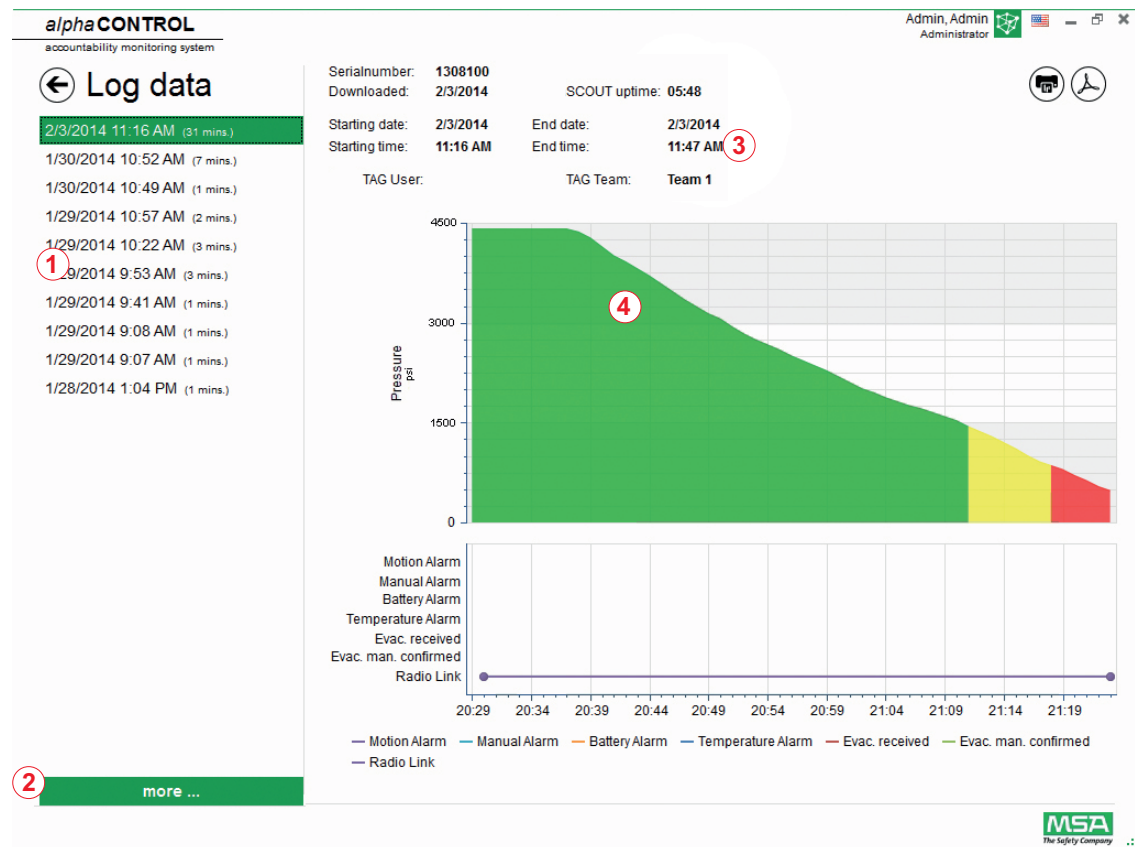 alphaCONTROL
accountability monitoring system
Admin, Admin
Administrator
Log data
2/3/2014 11:16 AM (31 mins.)
1/30/2014 10:52 AM (7 mins.)
1/30/2014 10:49 AM (1 mins.)
1/29/2014 10:57 AM (2 mins.)
1/29/2014 10:22 AM (3 mins.)
1
29/2014 9:53 AM (3 mins.)
1/29/2014 9:41 AM (1 mins.)
1/29/2014 9:08 AM (1 mins.)
1/29/2014 9:07 AM (1 mins.)
1/28/2014 1:04 PM (1 mins.)
2
more ...
Serialnumber: 1308100
Downloaded: 2/3/2014 SCOUT uptime: 05:48
Starting date: 2/3/2014 End date: 2/3/2014
Starting time: 11:16 AM End time: 11:47 AM 3
TAG User: TAG Team: Team 1
4500
3000
1500
0
Pressure
psi
4
Motion Alarm
Manual Alarm
Battery Alarm
Temperature Alarm
Evac. received
Evac. man. confirmed
Radio Link
20:29 20:34 20:39 20:44 20:49 20:54 20:59 21:04 21:09 21:14 21:19
Motion Alarm Manual Alarm Battery Alarm Temperature Alarm Evac. received Evac. man. confirmed
Radio Link
MSA
The Safety Company